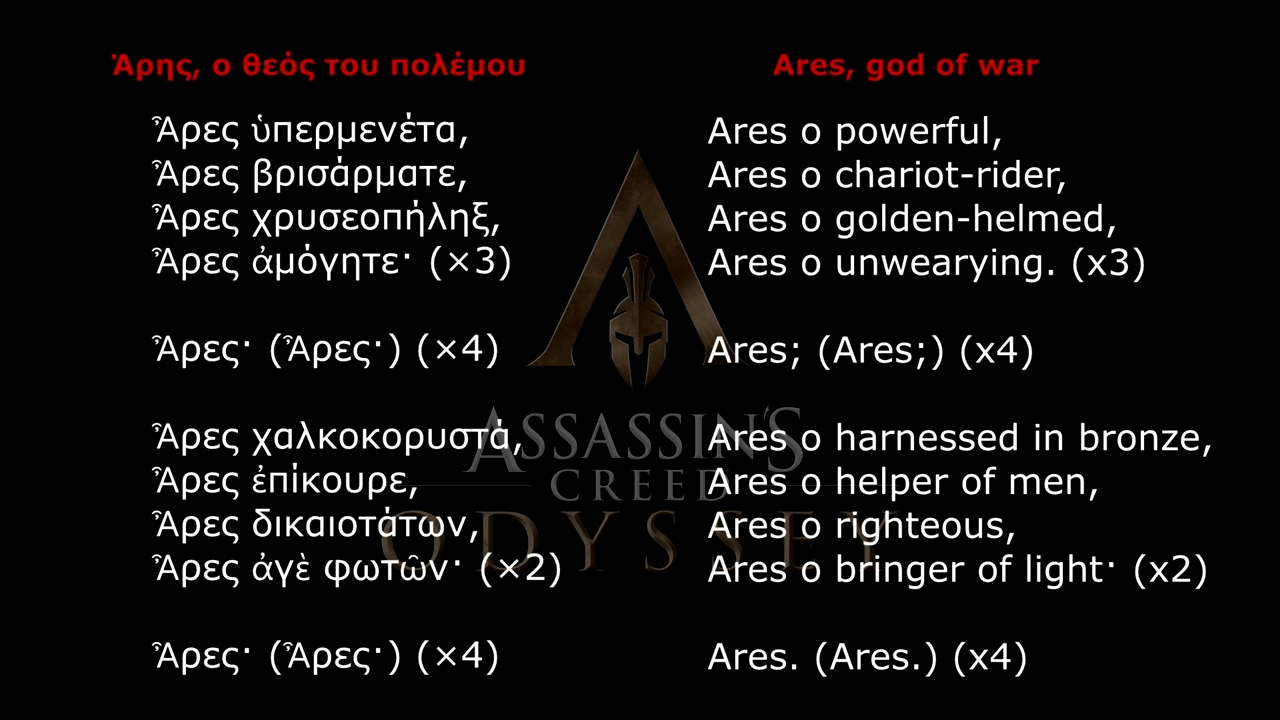 Άρης, ο θεός του πολέμου
Ἆρες ὑπερμενέτα,
Ἆρες βρισάρματε,
Ἆρες χρυσεοπήληξ,
Ἆρες ἀμόγητε· (×3)
Ἆρες· (Ἆρες·) (×4)
Ἆρες χαλκοκορυστά,
Ἆρες ἐπίκουρε,
Ἆρες δικαιοτάτων,
Ἆρες ἀγὲ φωτῶν· (×2)
Ἆρες· (Ἆρες·) (×4)
Ares, god of war
Ares o powerful,
Ares o chariot-rider,
Ares o golden-helmed,
Ares o unwearying. (x3)
Ares; (Ares;) (x4)
Ares o harnessed in bronze,
Ares o helper of men,
Ares o righteous,
Ares o bringer of light· (x2)
Ares. (Ares.) (x4)
ASSASSIN'S
CREED
ODYSSEY